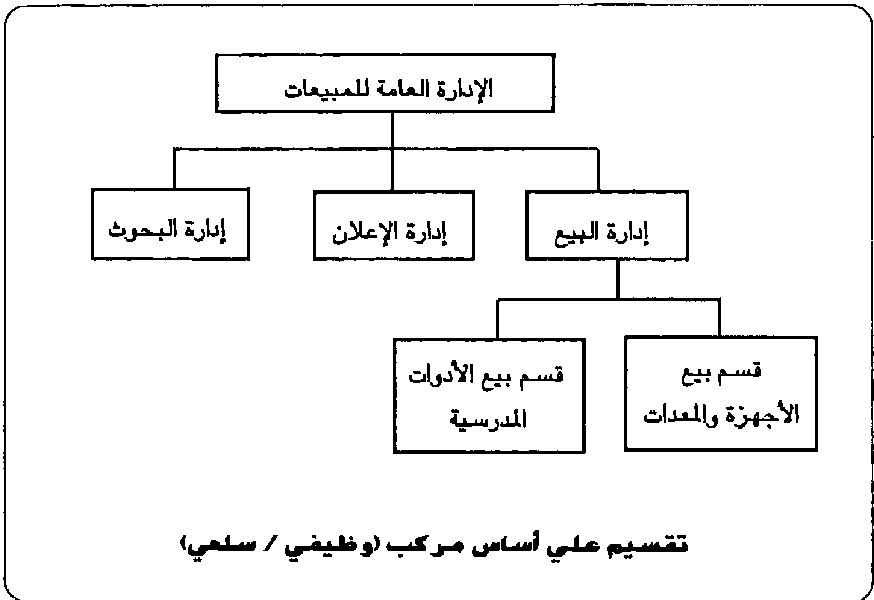 الإدارة العامة للمبيعات
إدارة البيع
إدارة الإعلان
إدارة البحوث
قسم بيع
الأجهزة والمعدات
قسم بيع الأدوات
المدرسية
تقسيم علي أساس مركب (وظيفي / سلعي)